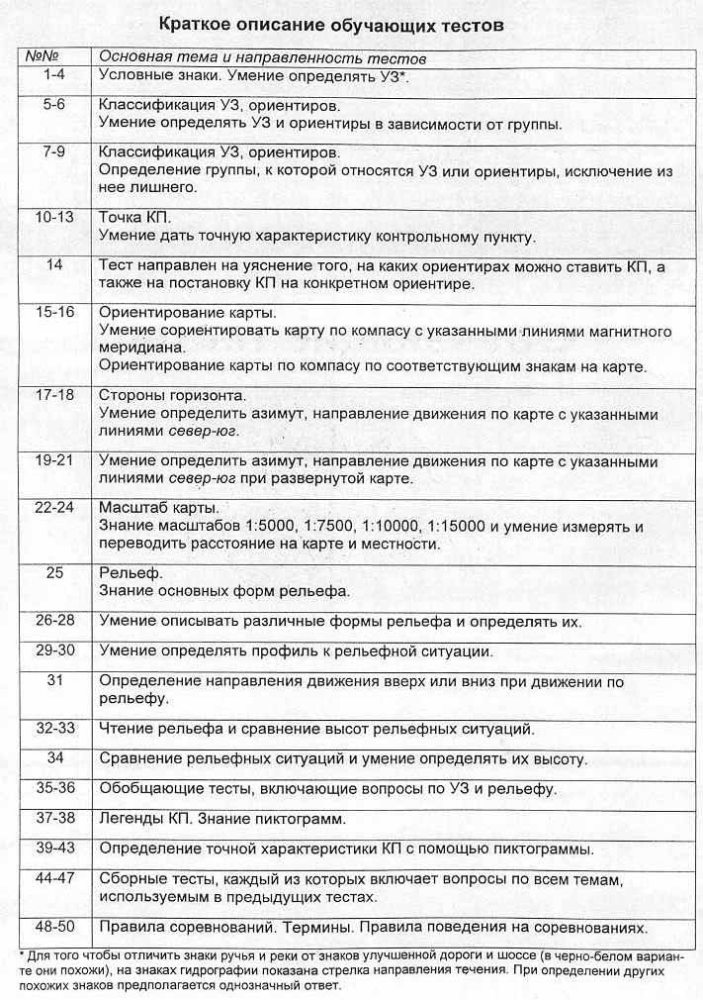 Краткое описание обучающих тестов
№№ Основная тема и направленность тестов
1-4 Условные знаки. Умение определять УЗ*.
5-6 Классификация УЗ, ориентиров.
Умение определять УЗ и ориентиры в зависимости от группы.
7-9 Классификация УЗ, ориентиров.
Определение группы, к которой относятся УЗ или ориентиры, исключение из
нее лишнего.
10-13 Точка КП.
Умение дать точную характеристику контрольному пункту.
14 Тест направлен на уяснение того, на каких ориентирах можно ставить КП, а
также на постановку КП на конкретном ориентире.
15-16 Ориентирование карты.
Умение сориентировать карту по компасу с указанными линиями магнитного
меридиана.
Ориентирование карты по компасу по соответствующим знакам на карте.
17-18 Стороны горизонта.
Умение определить азимут, направление движения по карте с указанными
линиями север-юг.
19-21 Умение определить азимут, направление движения по карте с указанными
линиями север-юг при развернутой карте.
22-24 Масштаб карты.
Знание масштабов 1:5000, 1:7500, 1:10000, 1:15000 и умение измерять и
переводить расстояние на карте и местности.
25 Рельеф.
Знание основных форм рельефа.
26-28 Умение описывать различные формы рельефа и определять их.
29-30 Умение определять профиль к рельефной ситуации.
31 Определение направления движения вверх или вниз при движении по
рельефу.
32-33 Чтение рельефа и сравнение высот рельефных ситуаций.
34 Сравнение рельефных ситуаций и умение определять их высоту.
35-36 Обобщающие тесты, включающие вопросы по УЗ и рельефу.
37-38 Легенды КП. Знание пиктограмм.
39-43 Определение точной характеристики КП с помощью пиктограммы.
44-47 Сборные тесты, каждый из которых включает вопросы по всем темам,
используемым в предыдущих тестах.
48-50 Правила соревнований. Термины. Правила поведения на соревнованиях.
* Для того чтобы отличить знаки ручья и реки от знаков улучшенной дороги и шоссе (в черно-белом вариан-
те они похожи), на знаках гидрографии показана стрелка направления течения. При определении других
похожих знаков предполагается однозначный ответ.